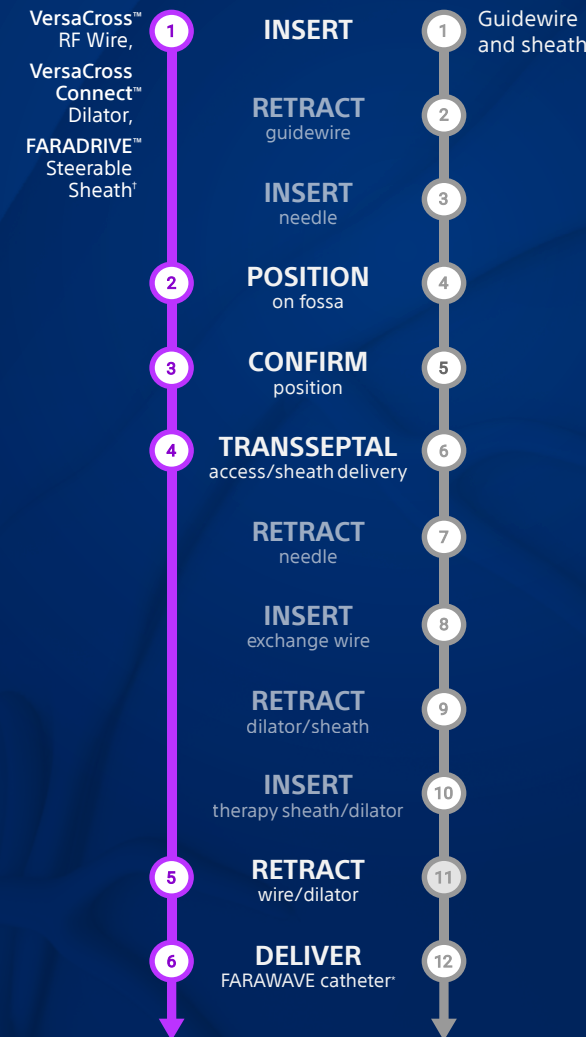 VersaCross™
RF Wire,
VersaCross
Connect™
Dilator,
FARADRIVE™
Steerable
Sheath†
1
INSERT
1
Guidewire
and sheath
RETRACT
guidewire
2
INSERT
needle
3
2
POSITION
on fossa
4
3
CONFIRM
position
5
4
TRANSSEPTAL
access/sheath delivery
6
RETRACT
needle
7
INSERT
exchange wire
8
RETRACT
dilator/sheath
9
INSERT
therapy sheath/dilator
10
5
RETRACT
wire/dilator
11
6
DELIVER
FARAWAVE catheter*
12